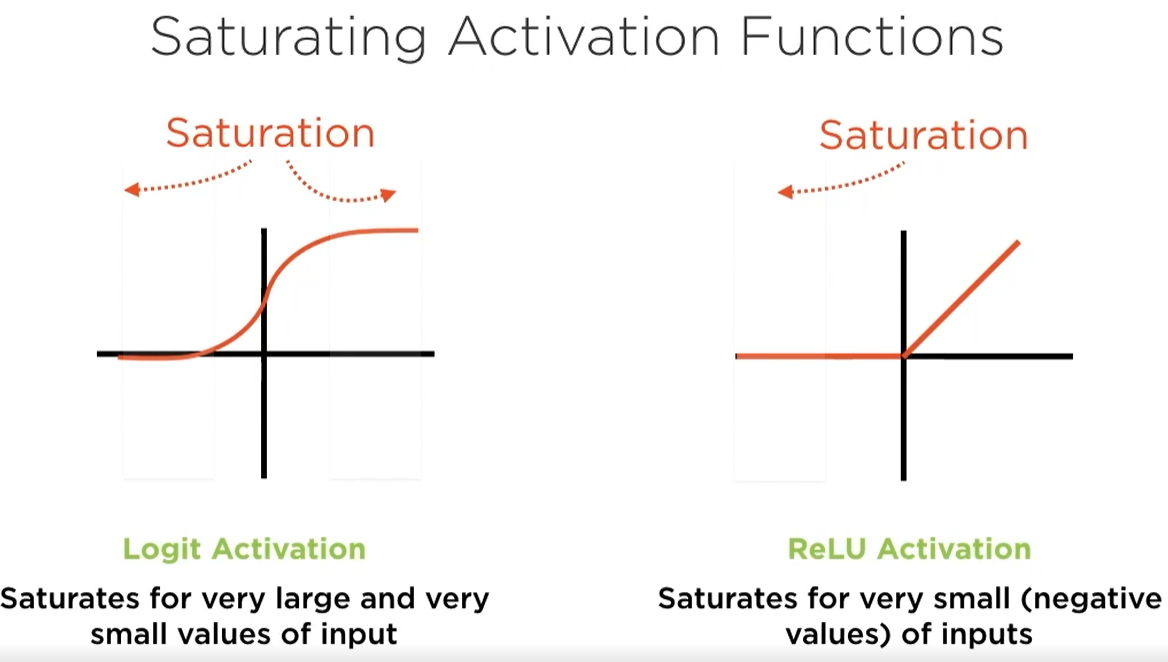 Saturating Activation Functions
Saturation
Saturation
Logit Activation
Saturates for very large and very
small values of input
ReLU Activation
Saturates for very small (negative
values) of inputs